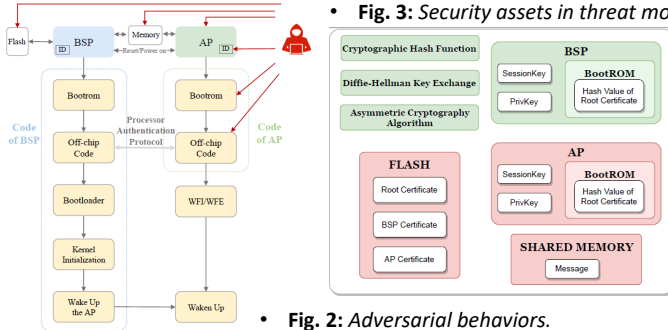 • Fig. 3: Security assets in threat mo
Flash
BSP
ID
Memory
Reset/Power on
AP
ID
Bootrom
Bootrom
Code
of BSP
Processor
Authentication
Protocol
Code
of AP
Off-chip
Code
Off-chip
Code
Bootloader
WFI/WFE
Kernel
Initialization
Wake Up
the AP
Waken Up
Cryptographic Hash Function
Diffie-Hellman Key Exchange
Asymmetric Cryptography
Algorithm
BSP
SessionKey
PrivKey
BootROM
Hash Value of
Root Certificate
FLASH
Root Certificate
BSP Certificate
AP Certificate
AP
SessionKey
PrivKey
BootROM
Hash Value of
Root Certificate
SHARED MEMORY
Message
• Fig. 2: Adversarial behaviors.